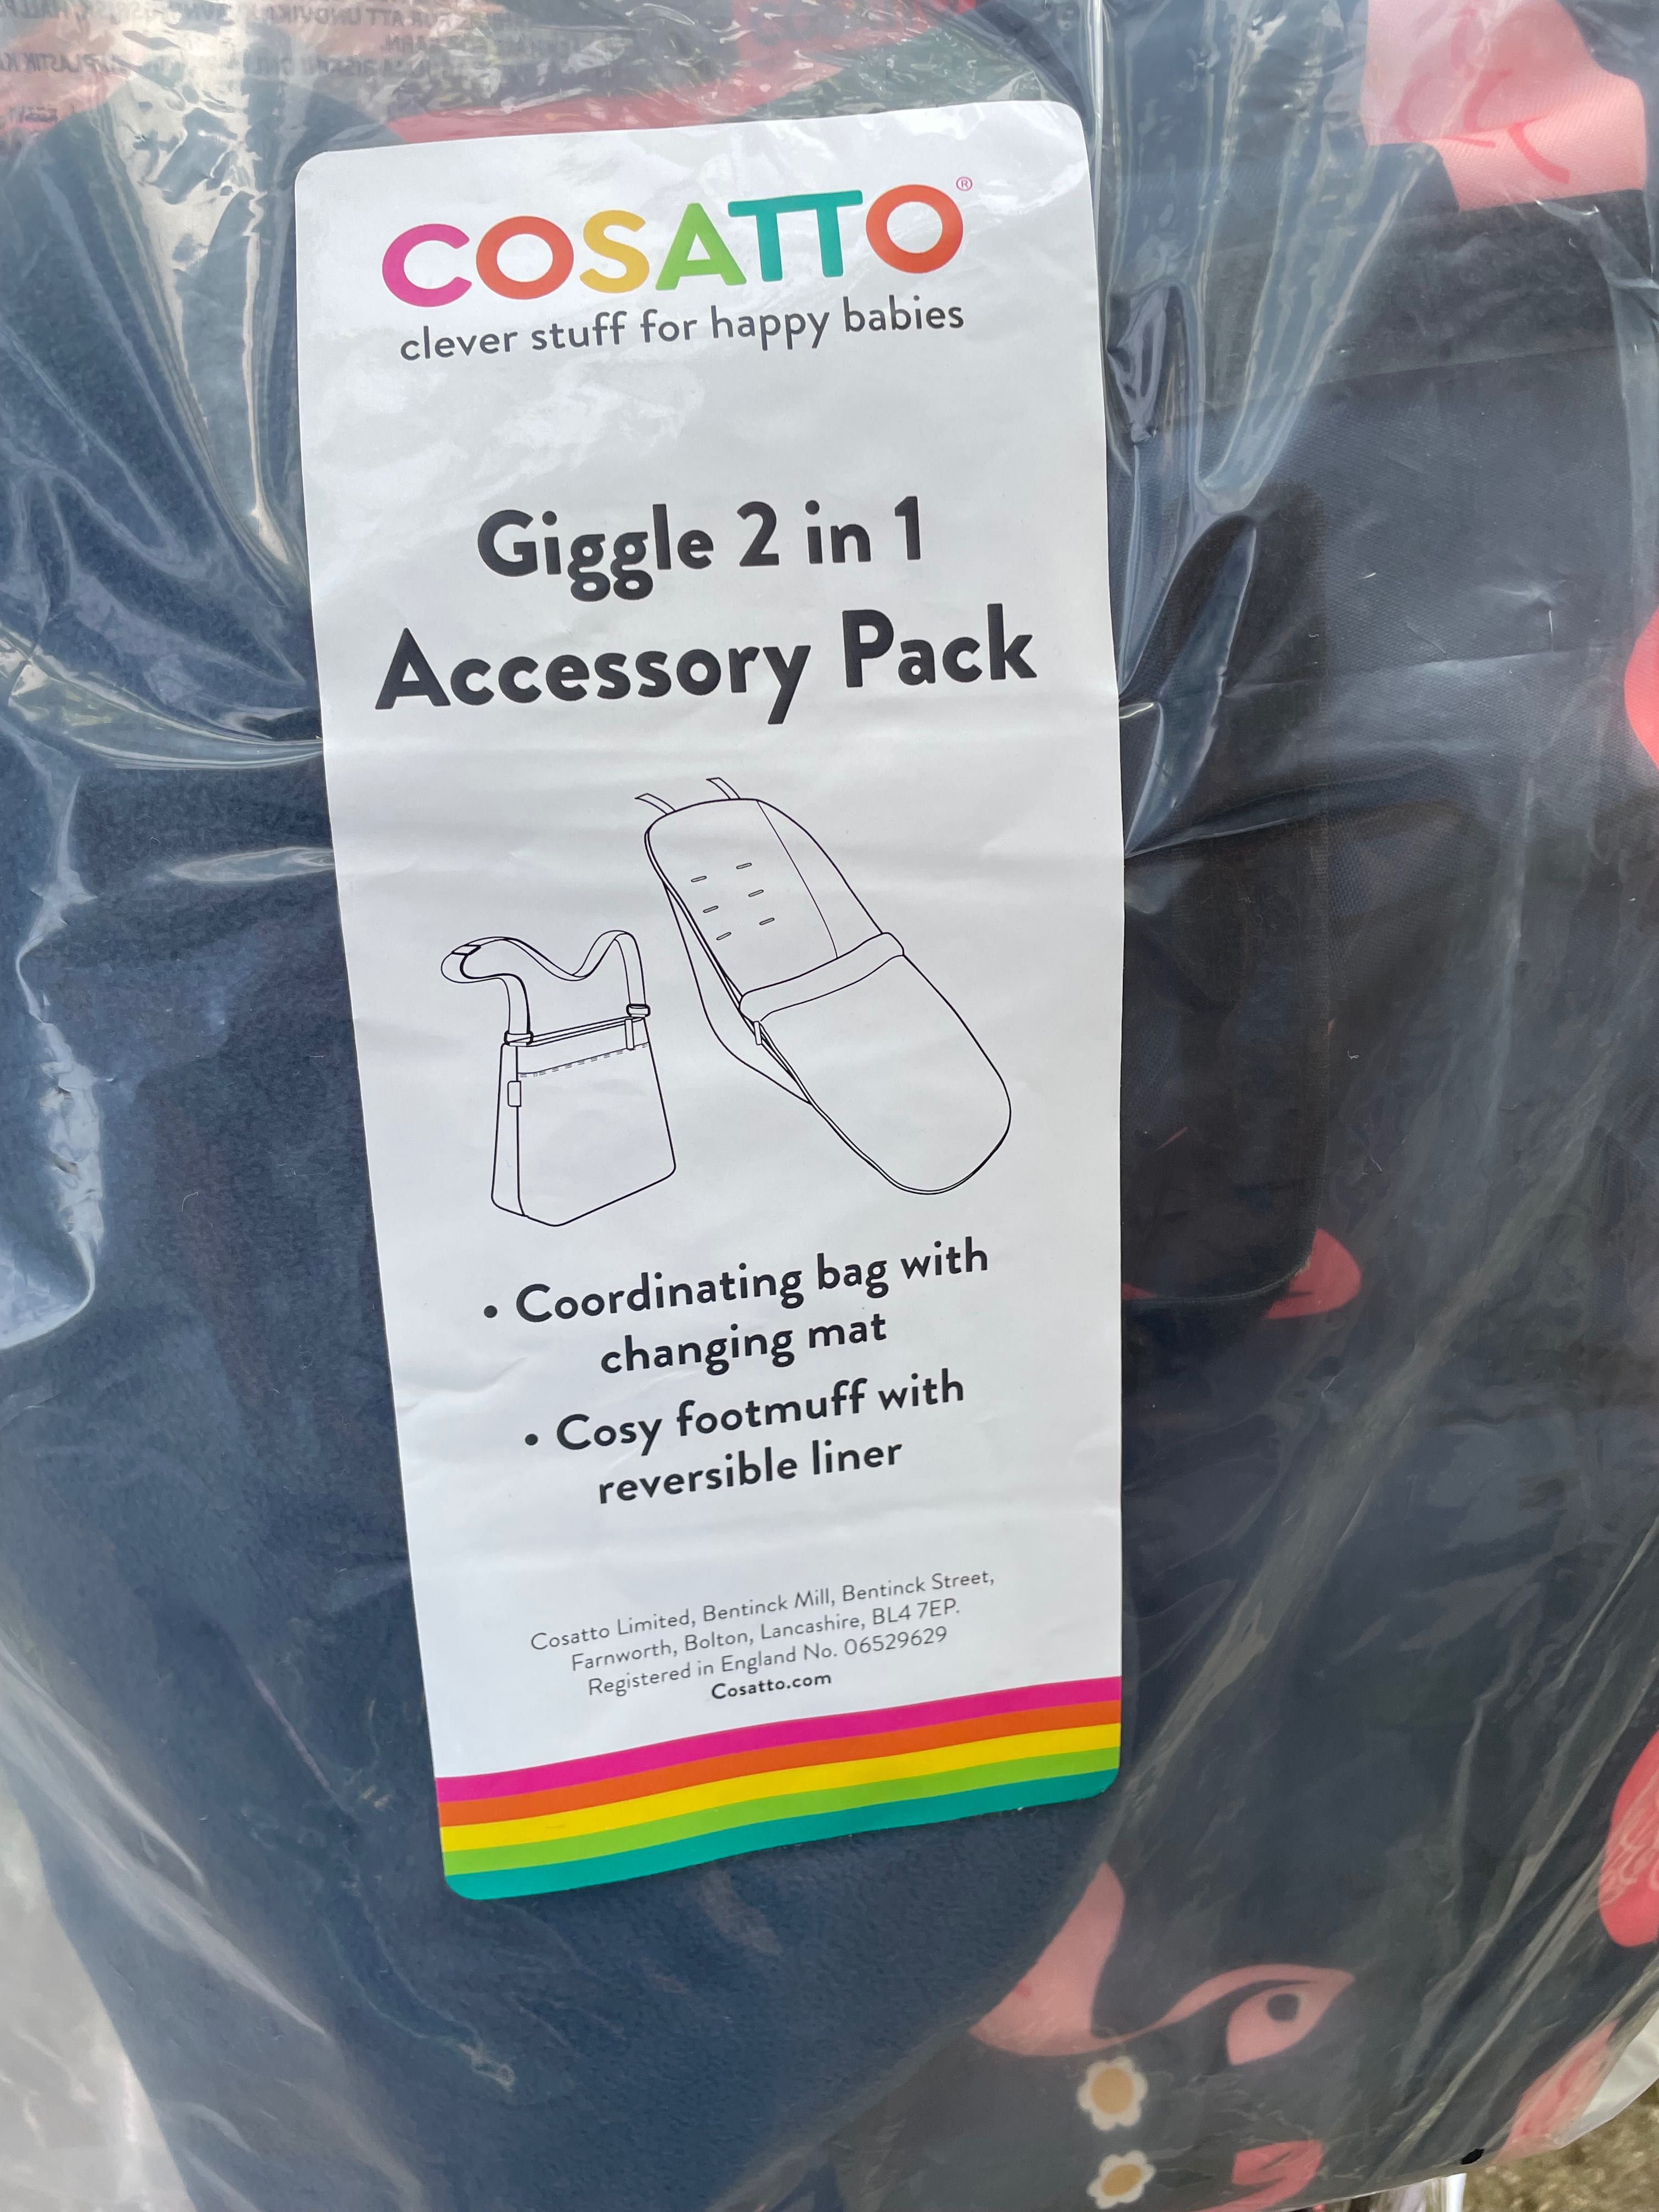 COSATTO®
clever stuff for happy babies
Giggle 2 in 1
Accessory Pack
• Coordinating bag with
changing mat
• Cosy footmuff with
reversible liner
Cosatto Limited, Bentinck Mill, Bentinck Street,
Farnworth, Bolton, Lancashire, BL4 7EP.
Registered in England No. 06529629
Cosatto.com